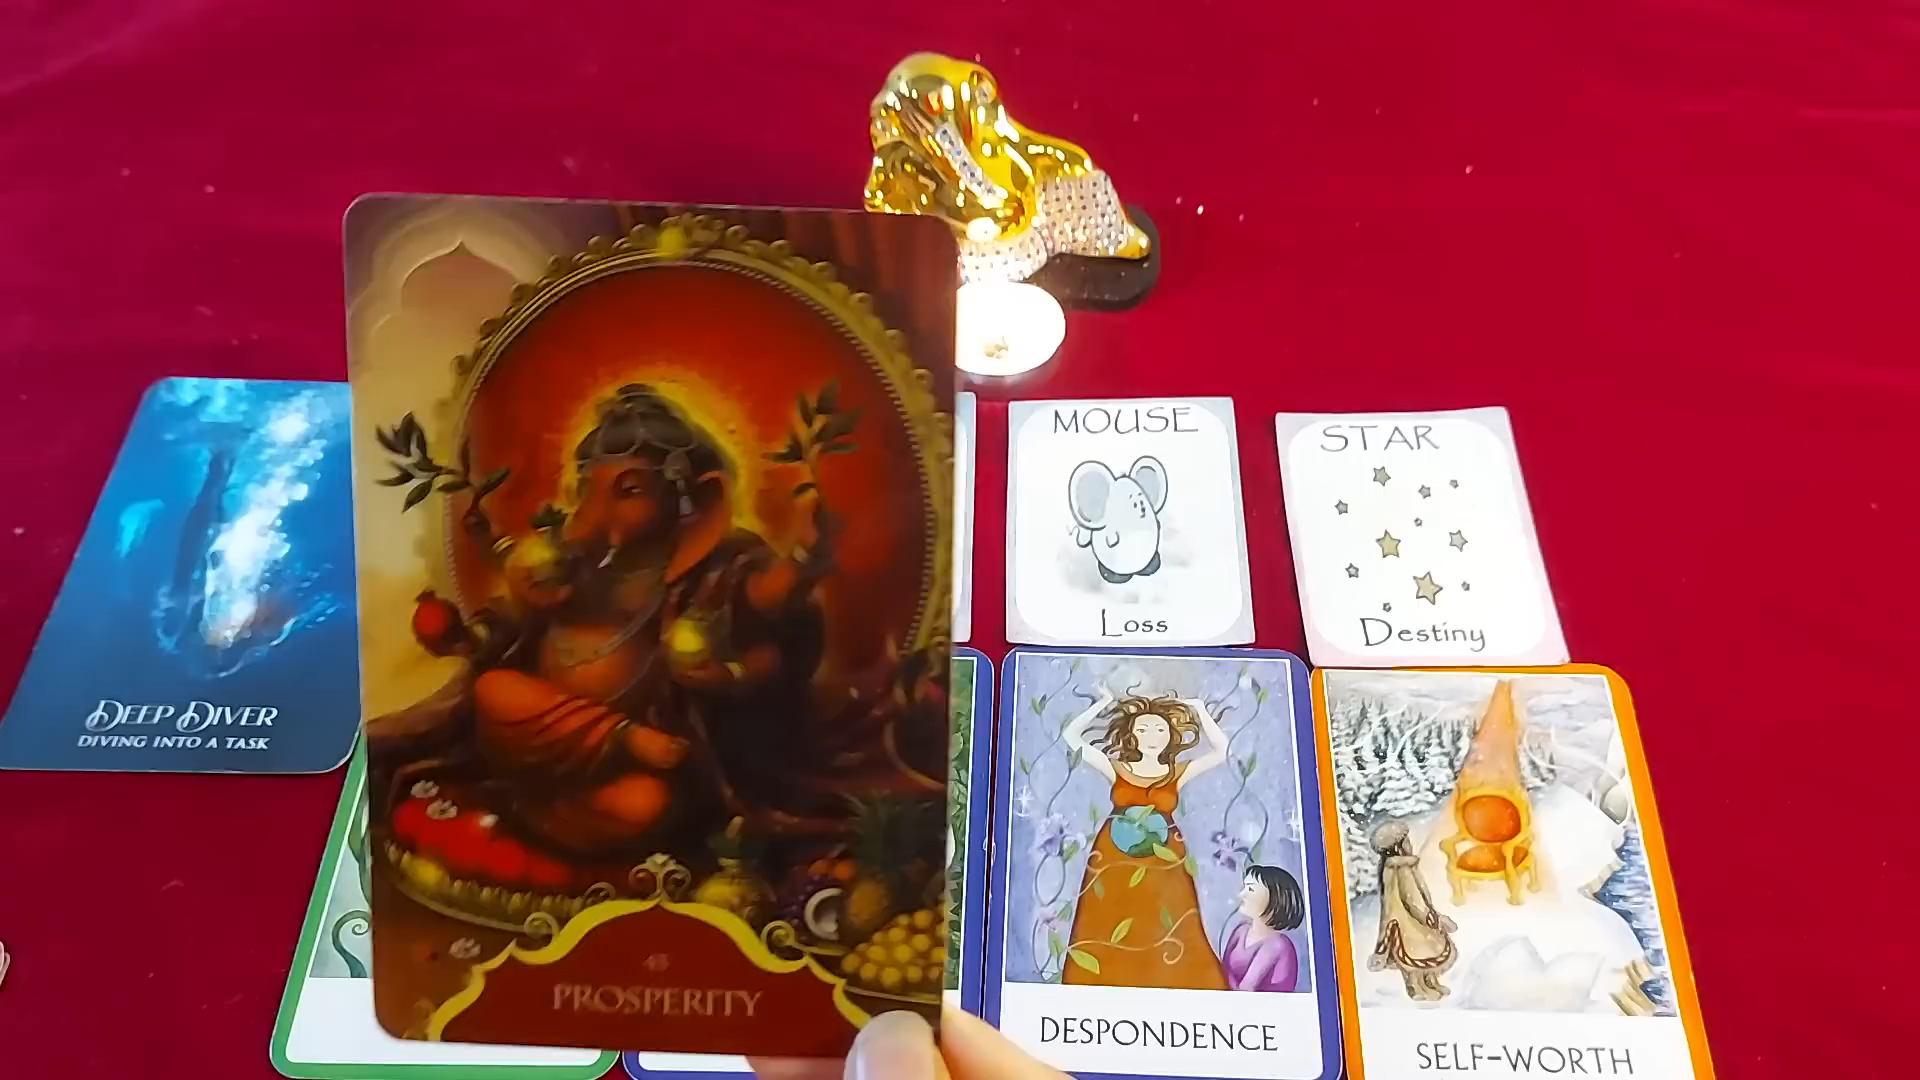 MOUSE
Loss
STAR
Destiny
DEEP DIVER
DIVING INTO A TASK
PROSPERITY
DESPONDENCE
SELF-WORTH